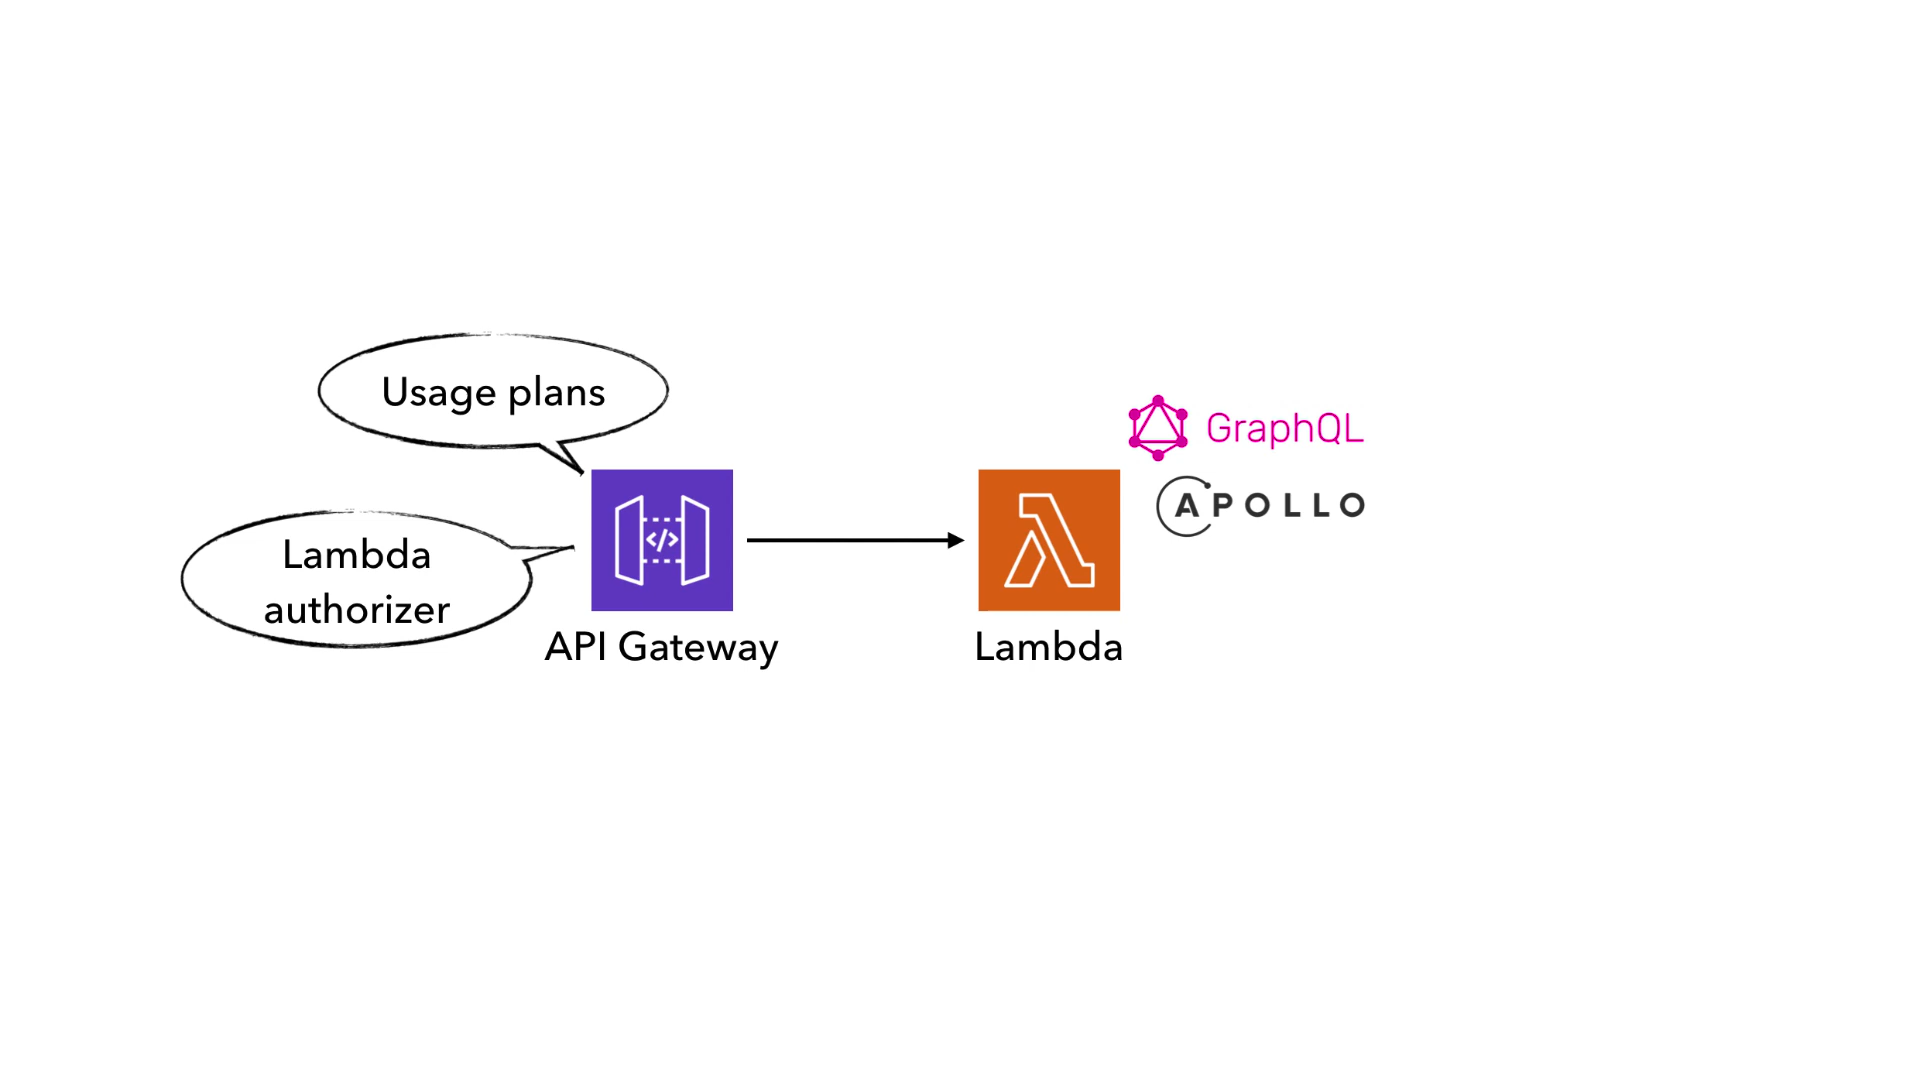 Usage plans
GraphQL
APOLLO
Lambda
authorizer
</>
API Gateway
Lambda